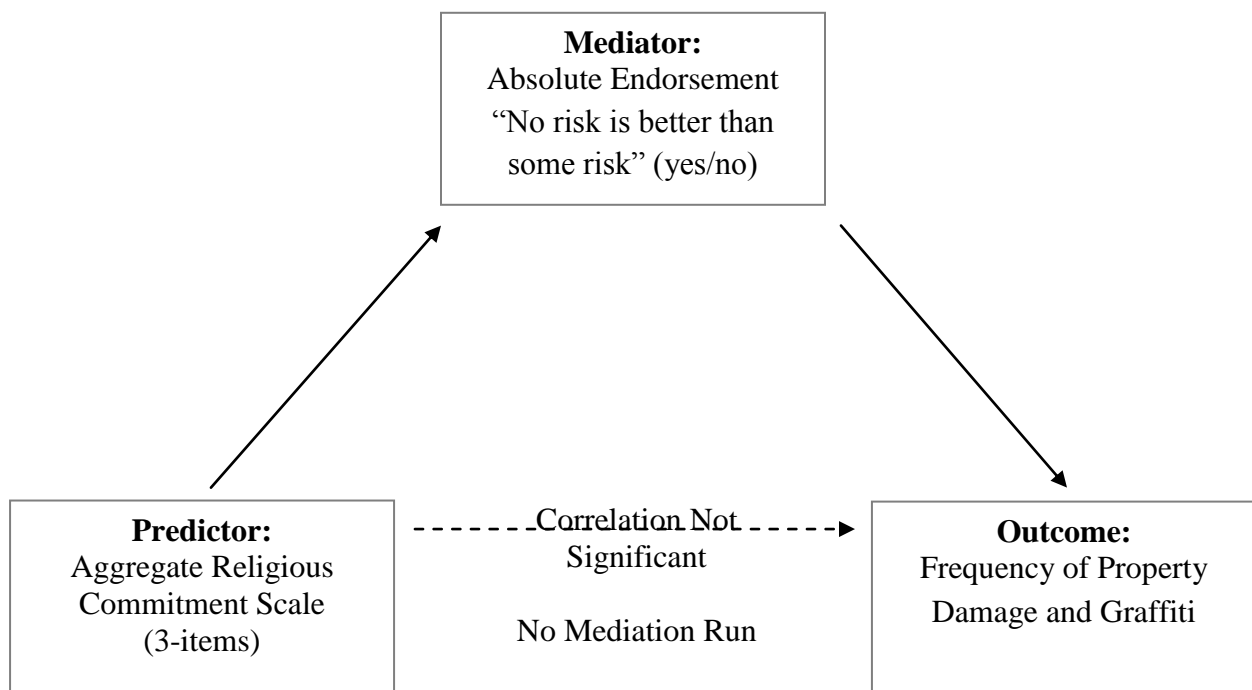 Mediator:
Absolute Endorsement
“No risk is better than
some risk” (yes/no)
Predictor:
Aggregate Religious
Commitment Scale
(3-items)
Correlation Not
Significant
No Mediation Run
Outcome:
Frequency of Property
Damage and Graffiti